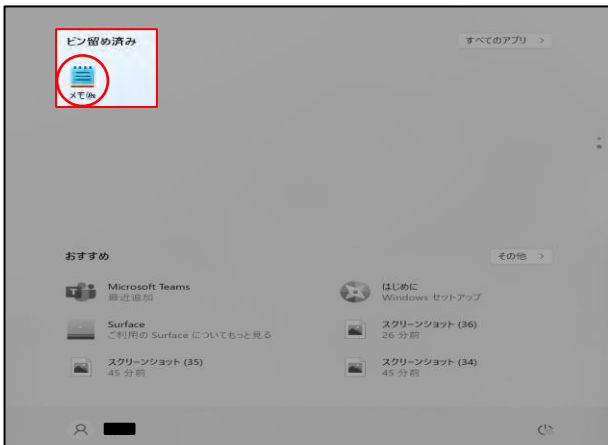 ピン留め済み
すべてのアプリ >
メモ帳
おすすめ
その他 >
Microsoft Teams
最近追加
はじめに
Windows セットアップ
Surface
ご利用の Surface についてもっと見る
スクリーンショット (36)
26 分前
スクリーンショット (35)
45 分前
スクリーンショット (34)
45 分前